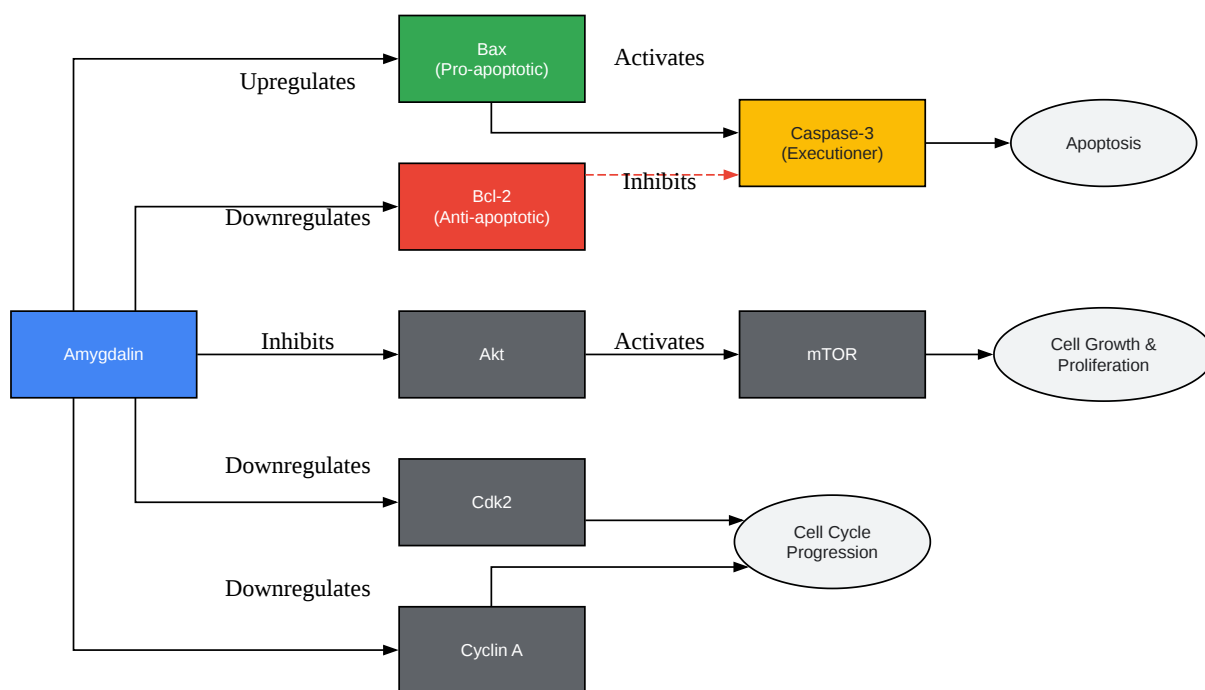 Bax
(Pro-apoptotic)
Activates
Upregulates
Caspase-3
(Executioner)
Apoptosis
Inhibits
Bcl-2
(Anti-apoptotic)
Downregulates
Amygdalin
Inhibits
Akt
Activates
mTOR
Cell Growth &
Proliferation
Downregulates
Cdk2
Cell Cycle
Progression
Downregulates
Cyclin A